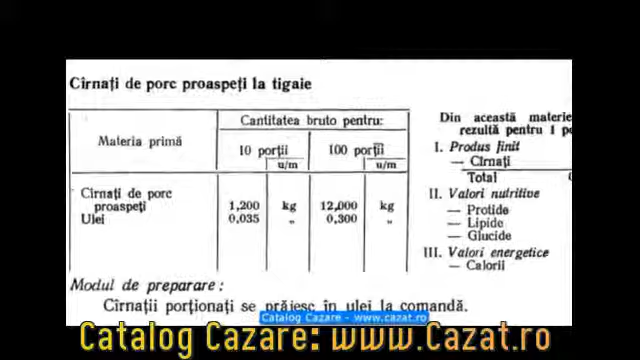 Cîrnați de porc proaspeți la tigaie
Materia primă
Cantitatea bruto pentru:
10 porții
100 porții
u/m
u/m
Cîrnați de porc
proaspeți
1,200 kg 12,000 kg
Ulei
0,035 „ 0,300 „
Din această materie
rezultă pentru 1
I. Produs finit
— Cîrnați
Total
II. Valori nutritive
— Protide
— Lipide
— Glucide
III. Valori energetice
— Calorii
Modul de preparare:
Cîrnații porționați se prăjesc în ulei la comandă.
Catalog Cazare - www.cazat.ro
Catalog Cazare: www.Cazat.ro